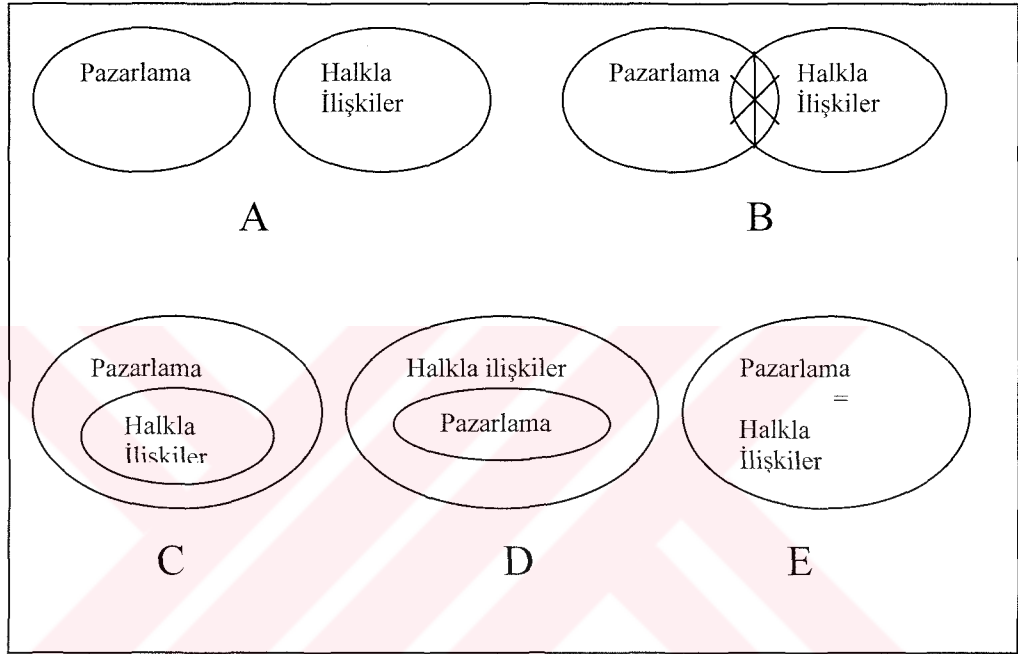 Pazarlama
Halkla
İlişkiler
Pazarlama
Halkla
İlişkiler
A
B
Pazarlama
Halkla
İlişkiler
Halkla ilişkiler
Pazarlama
Pazarlama
=
Halkla
İlişkiler
C
D
E